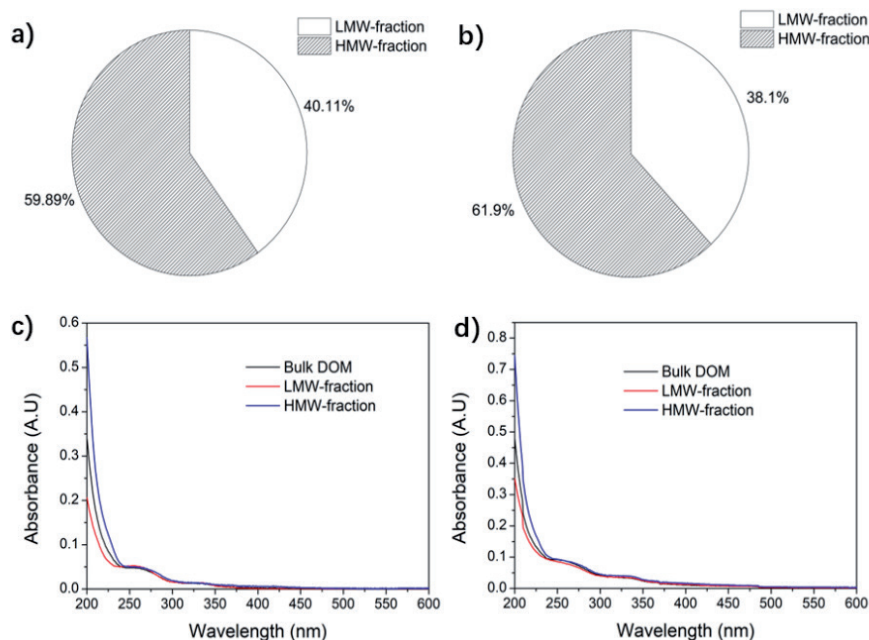 a)
LMW-fraction
HMW-fraction
40.11%
59.89%
b)
LMW-fraction
HMW-fraction
38.1%
61.9%
c)
0.6
0.5
0.4
0.3
0.2
0.1
0.0
Absorbance (A.U)
Bulk DOM
LMW-fraction
HMW-fraction
200 250 300 350 400 450 500 550 600
Wavelength (nm)
d)
0.8
0.7
0.6
0.5
0.4
0.3
0.2
0.1
0.0
Absorbance (A.U)
Bulk DOM
LMW-fraction
HMW-fraction
200 250 300 350 400 450 500 550 600
Wavelength (nm)